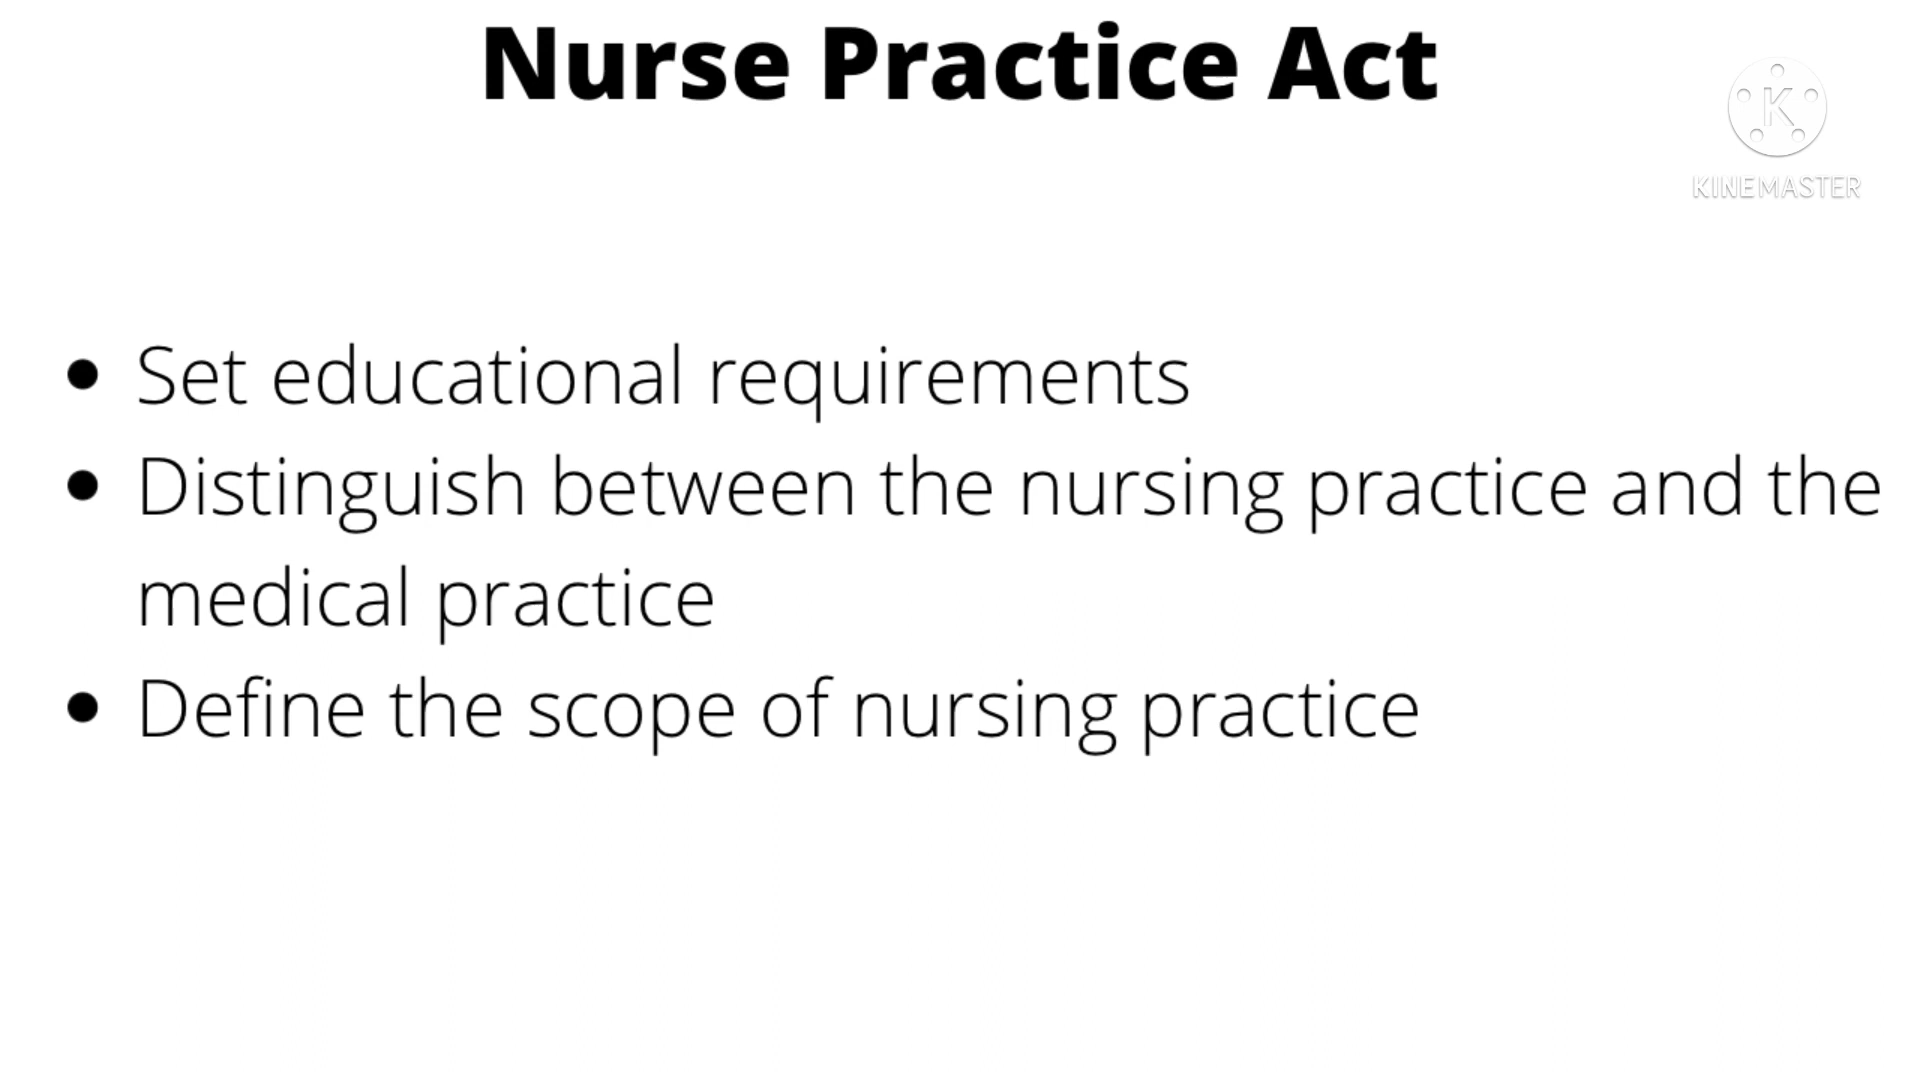 Nurse Practice Act
K
KINEMASTER
• Set educational requirements
• Distinguish between the nursing practice and the
medical practice
• Define the scope of nursing practice